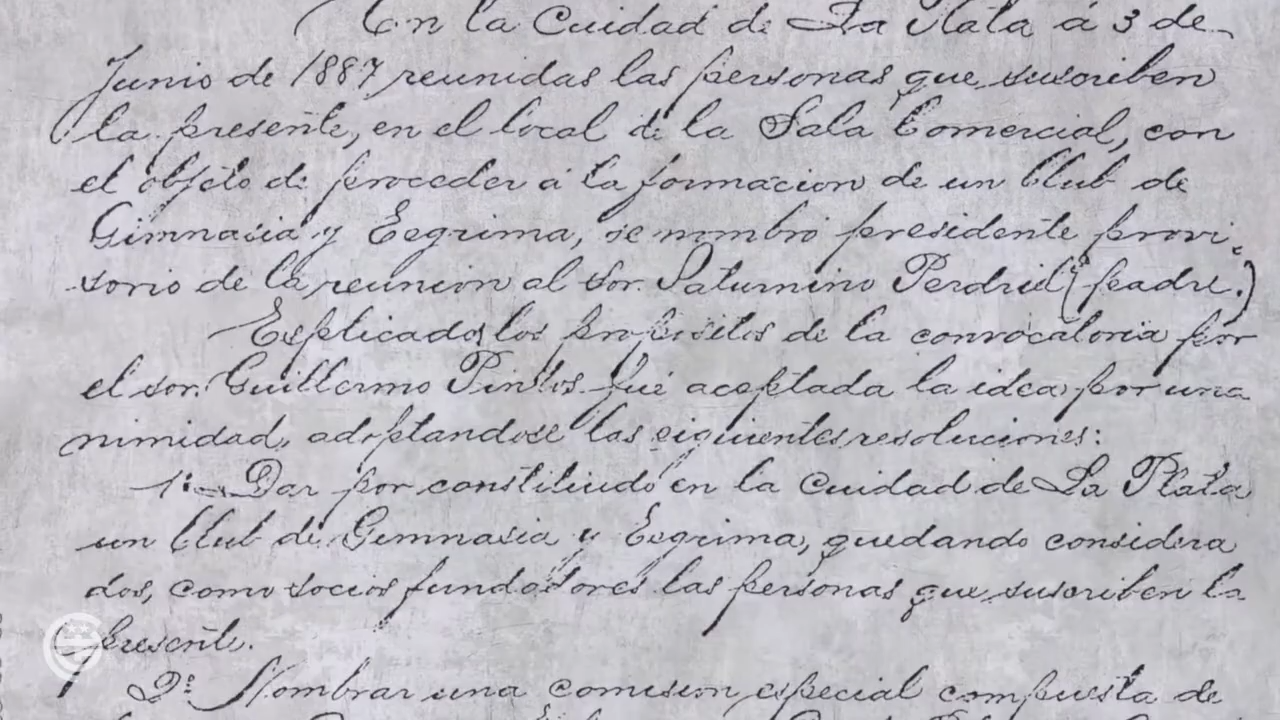 En la Cuidad de La Plata á 3 de
Junio de 1887 reunidas las personas que suscriben
la presente, en el local de la Sala Comercial, con
el objeto de proceder á la formacion de un Club de
Gimnasia y Esgrima, se nombró presidente provi-
sorio de la reunion al Sor. Saturnino Perdriel (padre.)
Esplicados los propósitos de la convocatoria por
el sor. Guillermo Pintos fué aceptada la idea por una
nimidad, adoptandose las siguientes resoluciones:
1º Dar por constituido en la Cuidad de La Plata
un Club de Gimnasia y Esgrima, quedando considera
dos, como socios fundadores las personas que suscriben la
presente.
2º Nombrar una comision especial compuesta de